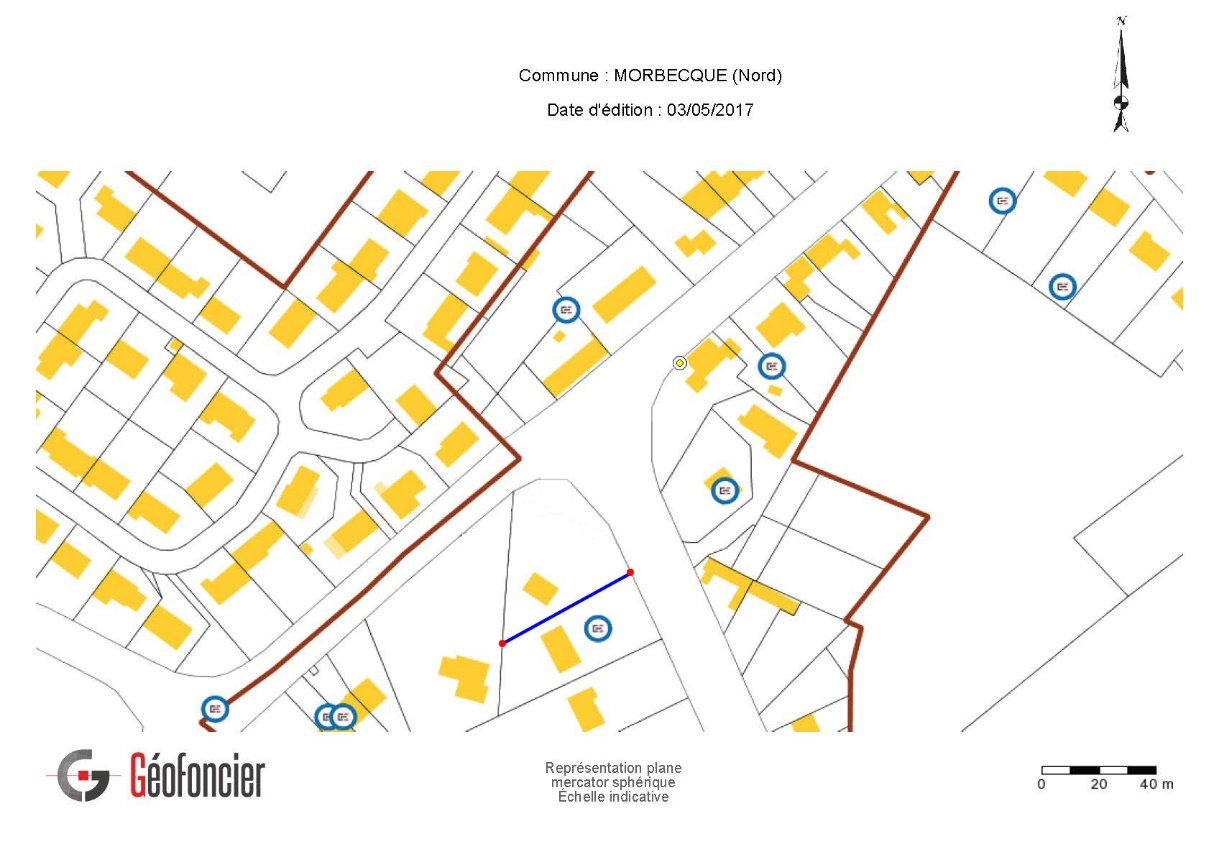 N
Commune : MORBECQUE (Nord)
Date d'édition : 03/05/2017
Géofoncier
Représentation plane
mercator sphérique
Échelle indicative
0 20 40 m